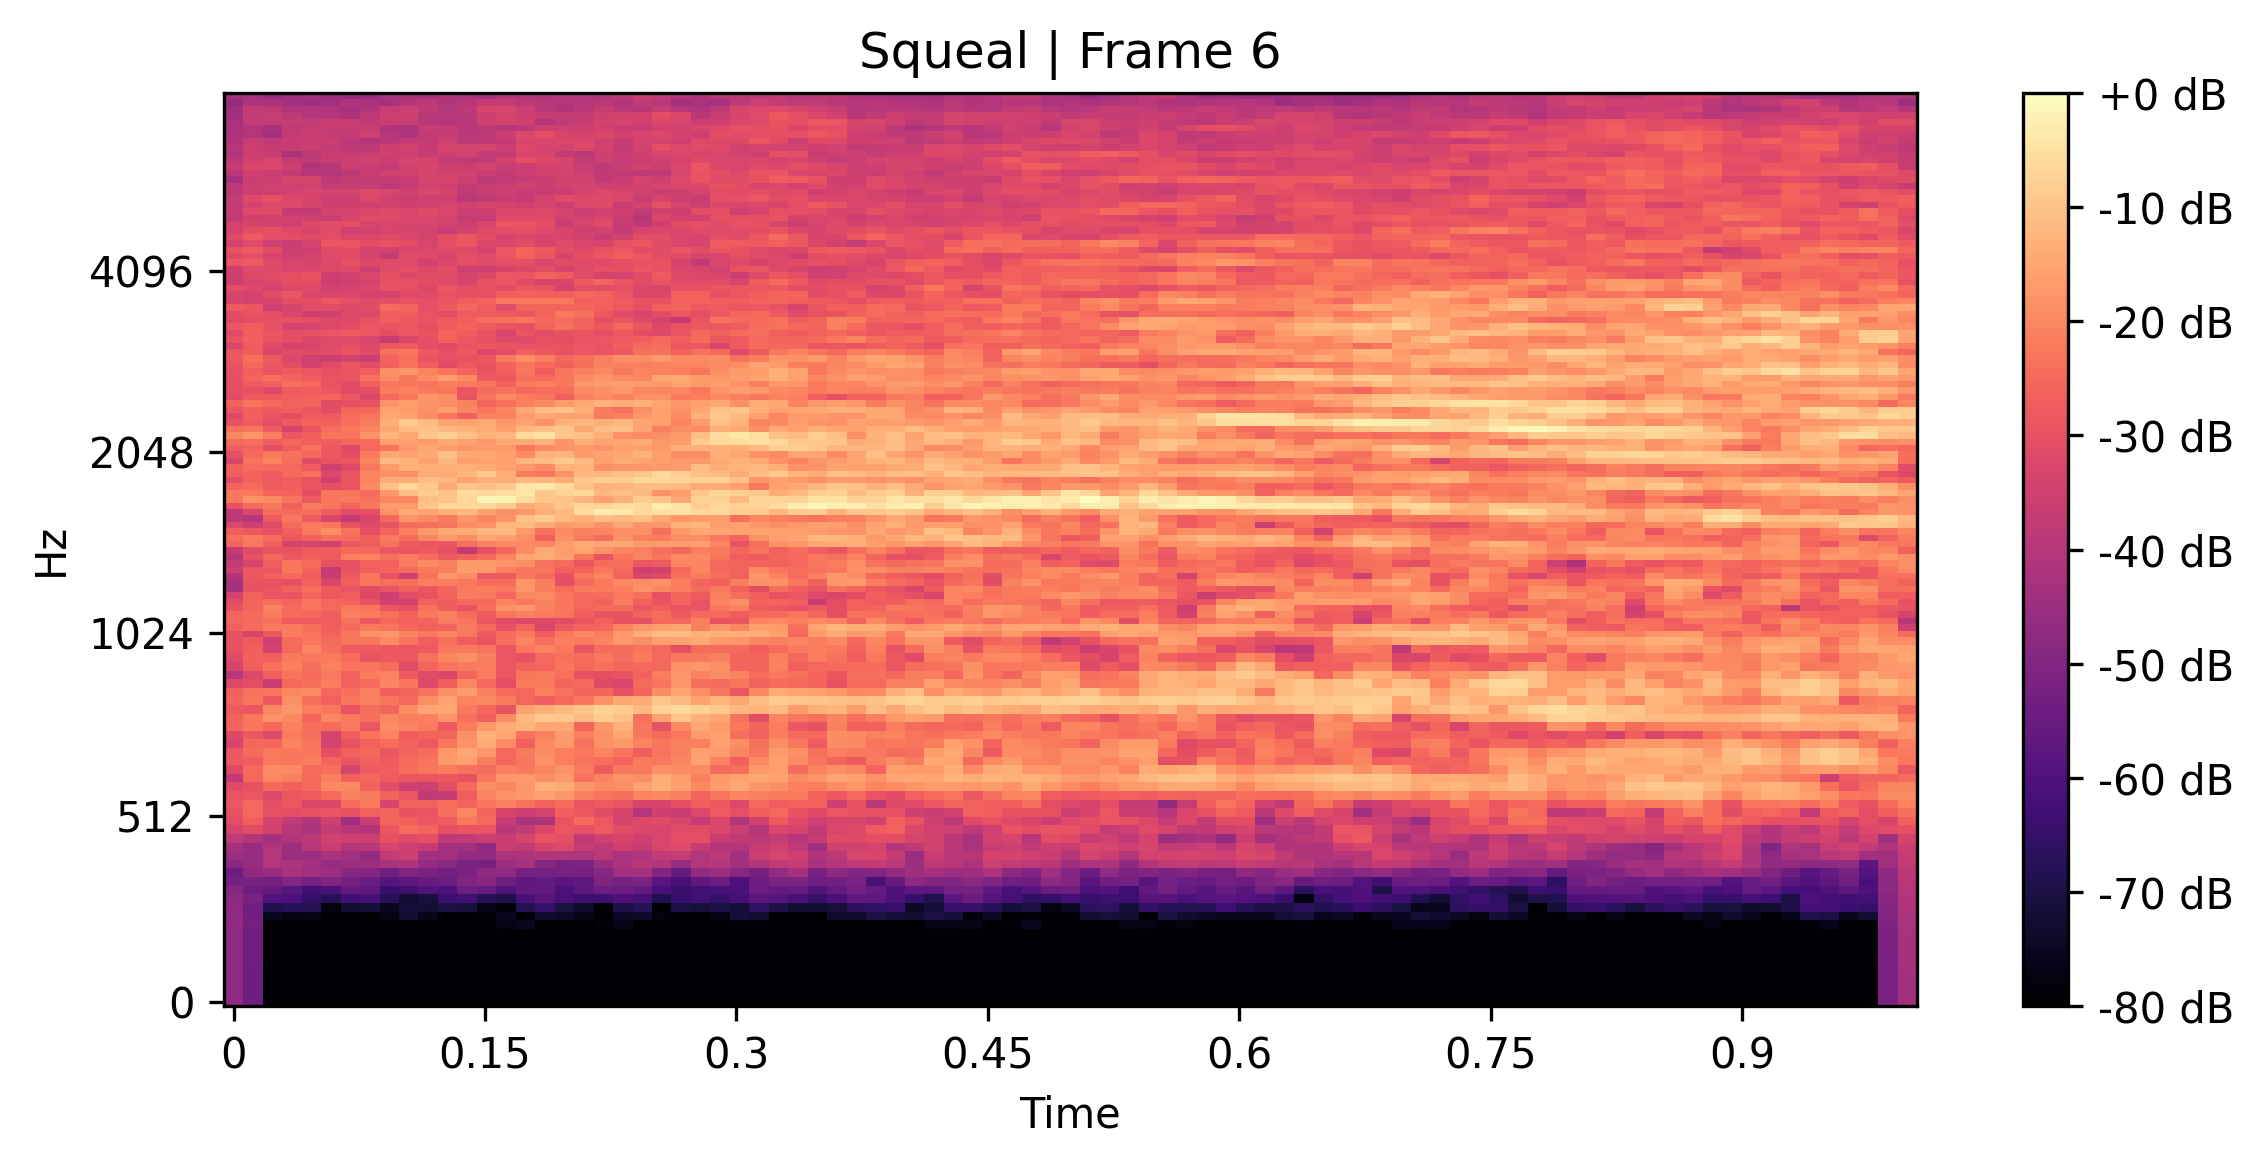 Squeal | Frame 6
+0 dB
-10 dB
-20 dB
-30 dB
-40 dB
-50 dB
-60 dB
-70 dB
-80 dB
Hz
4096
2048
1024
512
0
0 0.15 0.3 0.45 0.6 0.75 0.9
Time